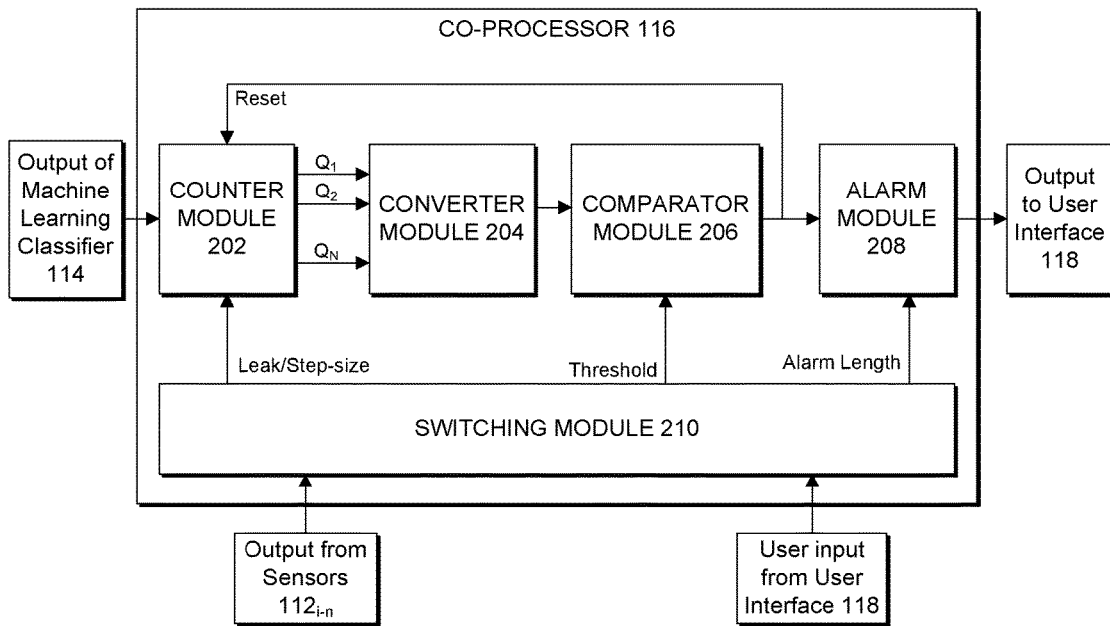 CO-PROCESSOR 116
Reset
Output of
Machine
Learning
Classifier
114
COUNTER
MODULE
202
Q1
Q2
QN
CONVERTER
MODULE 204
COMPARATOR
MODULE 206
ALARM
MODULE
208
Output
to User
Interface
118
Leak/Step-size
Threshold
Alarm Length
SWITCHING MODULE 210
Output from
Sensors
112i-n
User input
from User
Interface 118